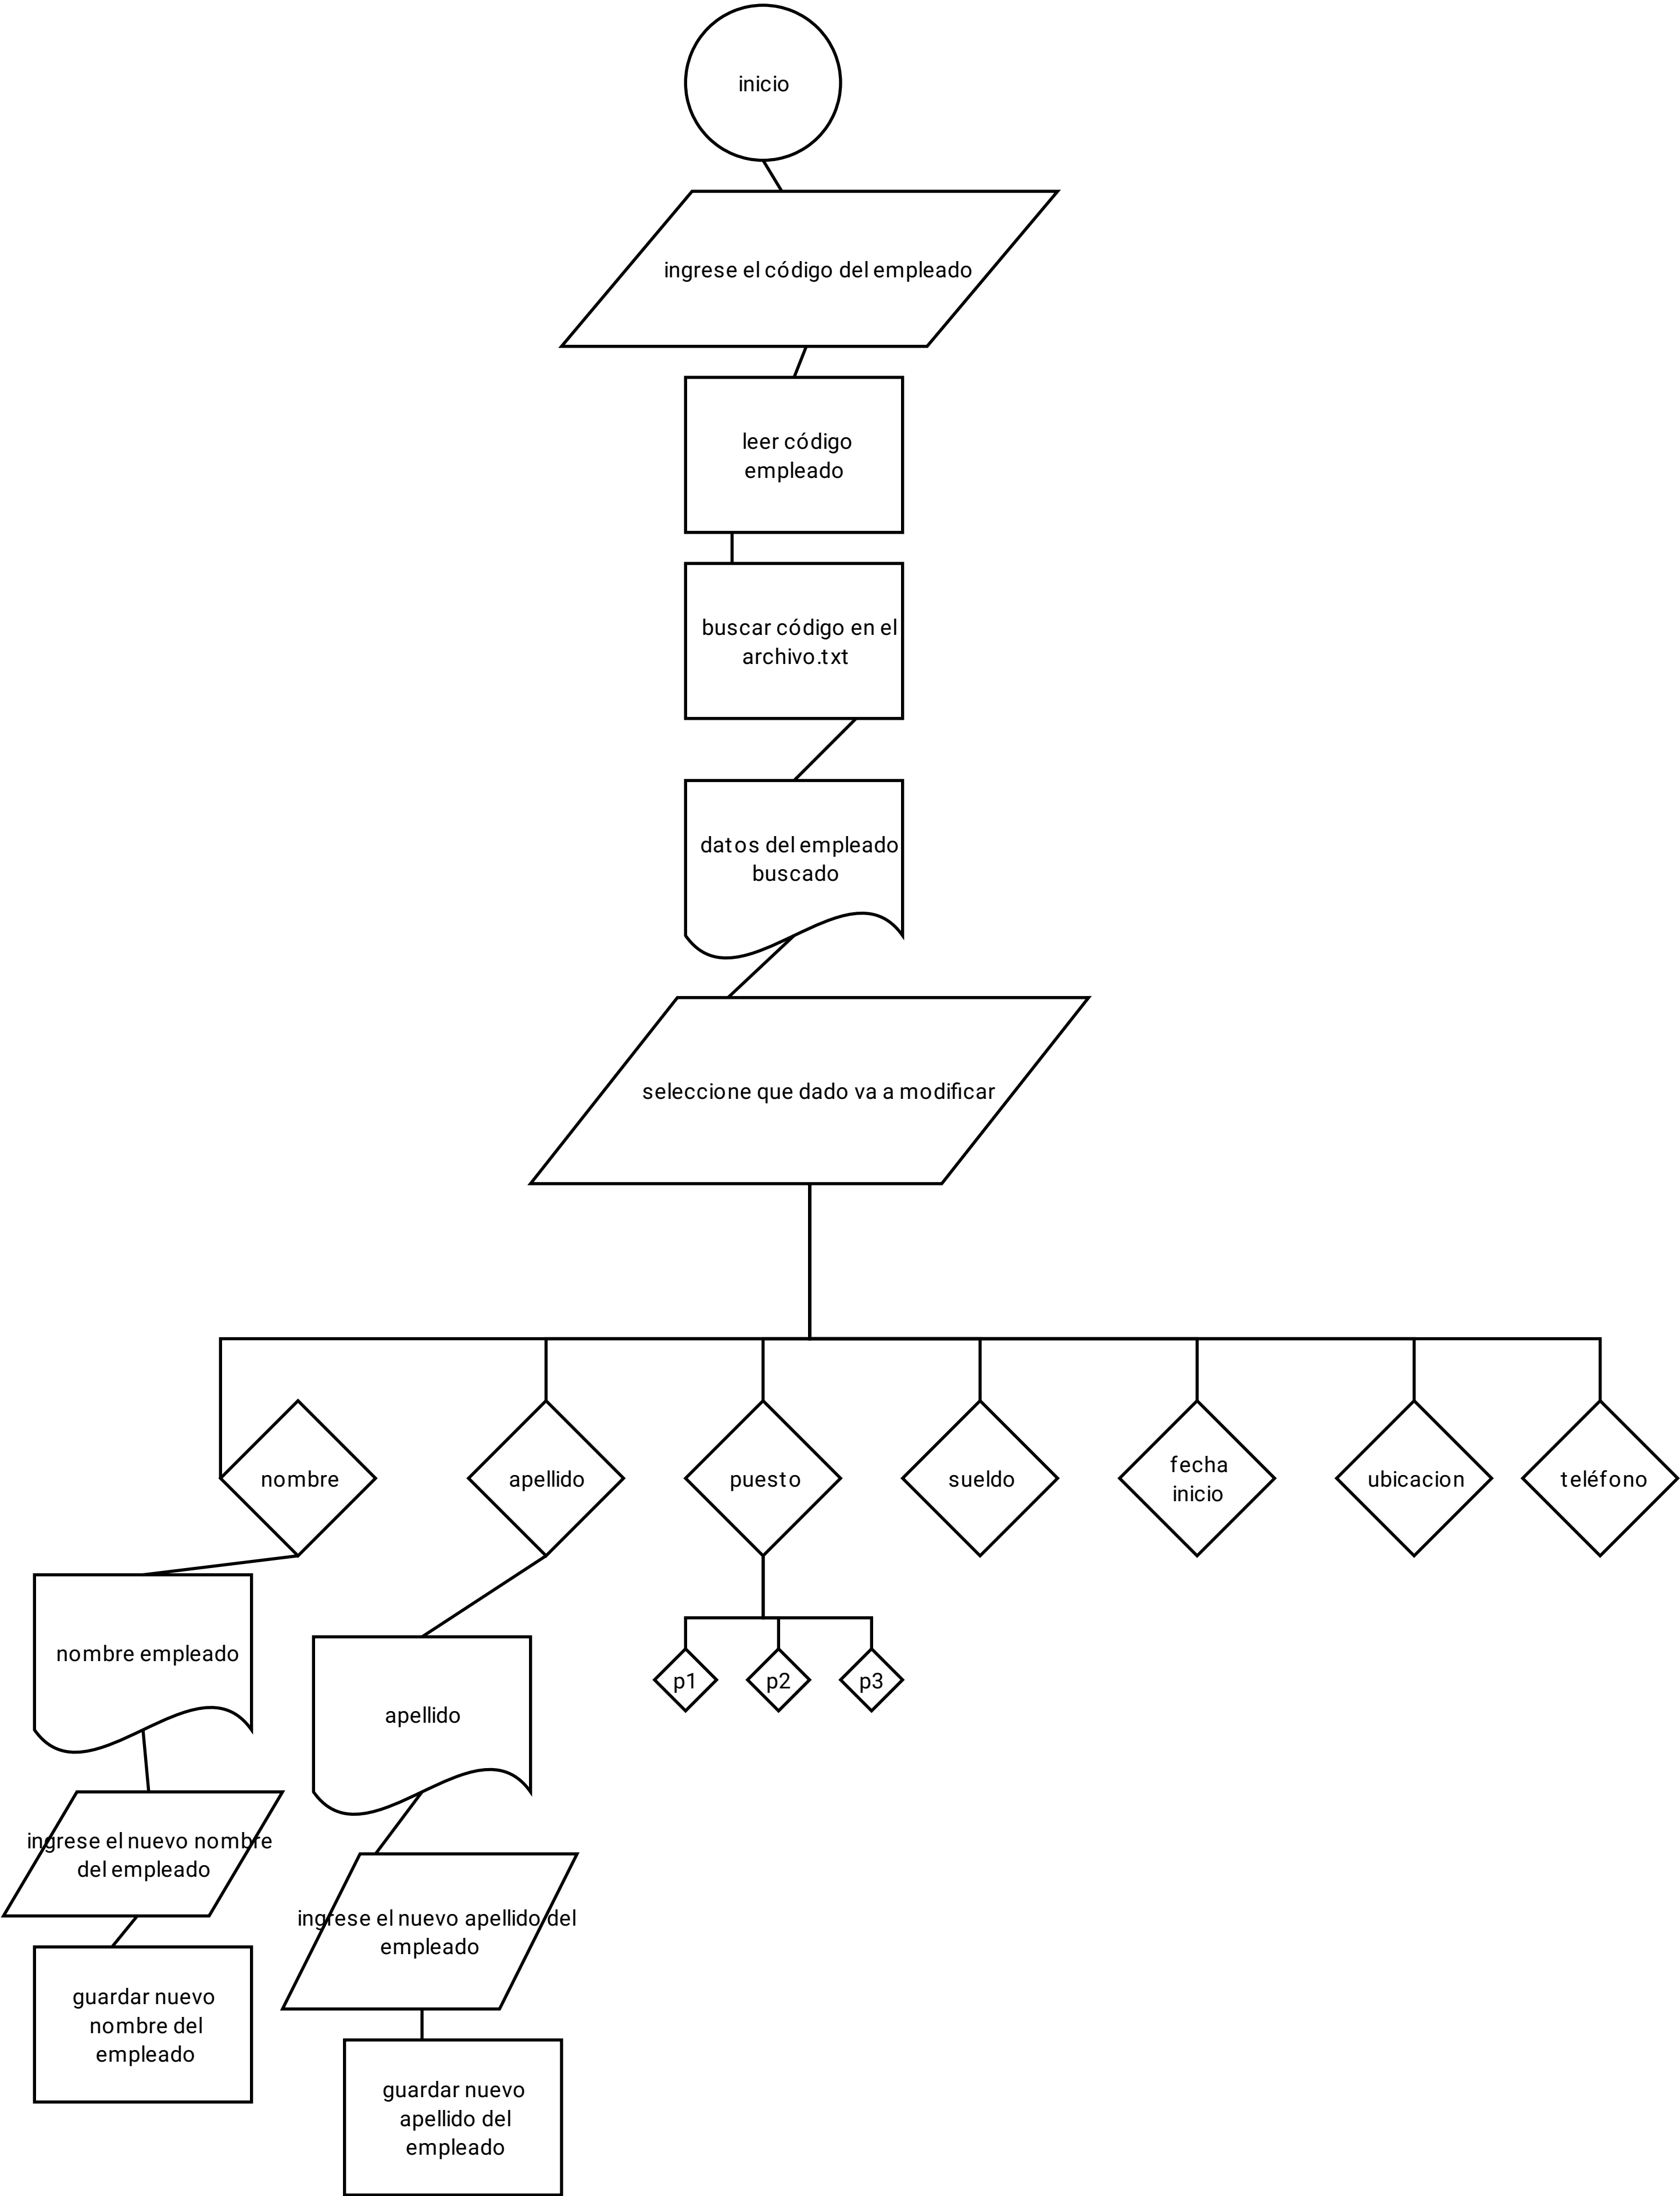 inicio
ingrese el código del empleado
leer código
empleado
buscar código en el
archivo.txt
datos del empleado
buscado
seleccione que dado va a modificar
nombre
apellido
puesto
sueldo
fecha
inicio
ubicacion
teléfono
nombre empleado
apellido
p1
p2
p3
ingrese el nuevo nombre
del empleado
ingrese el nuevo apellido del
empleado
guardar nuevo
nombre del
empleado
guardar nuevo
apellido del
empleado